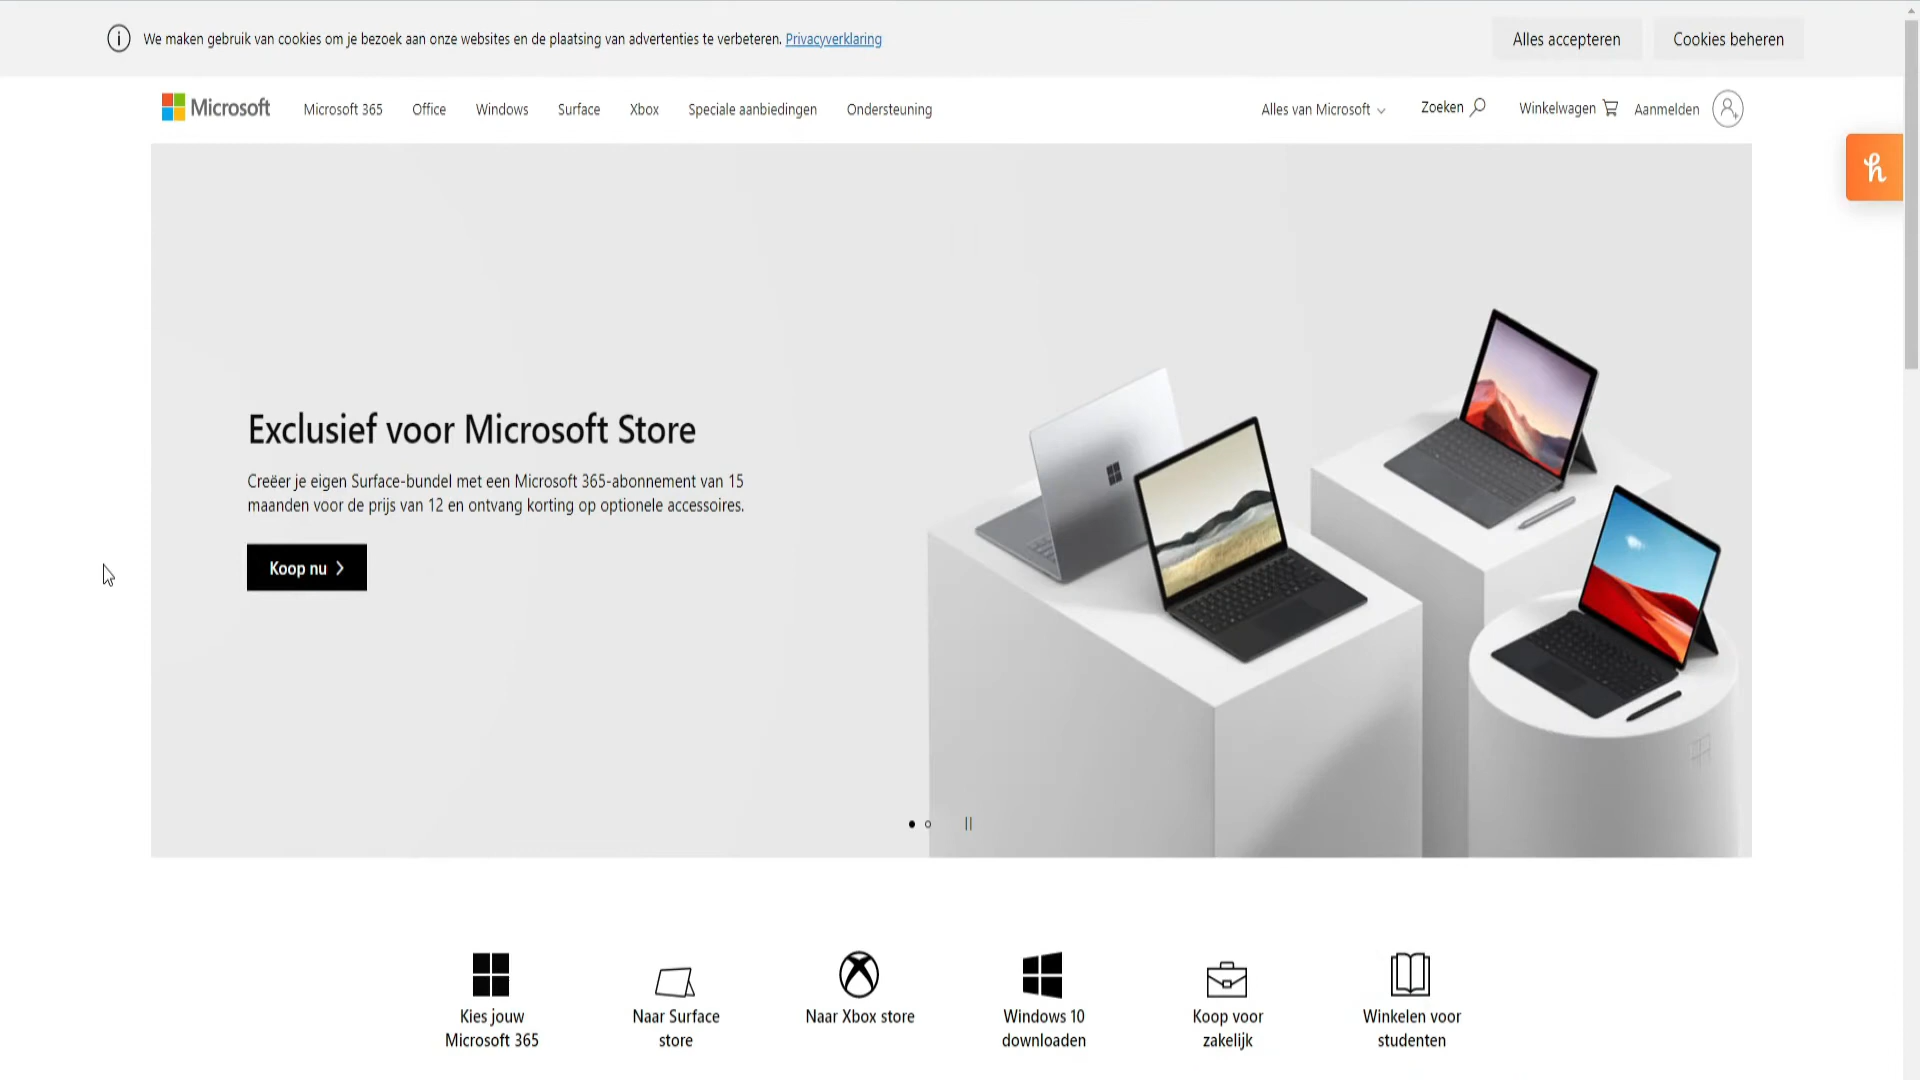 We maken gebruik van cookies om je bezoek aan onze websites en de plaatsing van advertenties te verbeteren. Privacyverklaring
Alles accepteren
Cookies beheren
Microsoft
Microsoft 365
Office
Windows
Surface
Xbox
Speciale aanbiedingen
Ondersteuning
Alles van Microsoft
Zoeken
Winkelwagen
Aanmelden
h
Exclusief voor Microsoft Store
Creëer je eigen Surface-bundel met een Microsoft 365-abonnement van 15
maanden voor de prijs van 12 en ontvang korting op optionele accessoires.
Koop nu
Kies jouw
Microsoft 365
Naar Surface
store
Naar Xbox store
Windows 10
downloaden
Koop voor
zakelijk
Winkelen voor
studenten